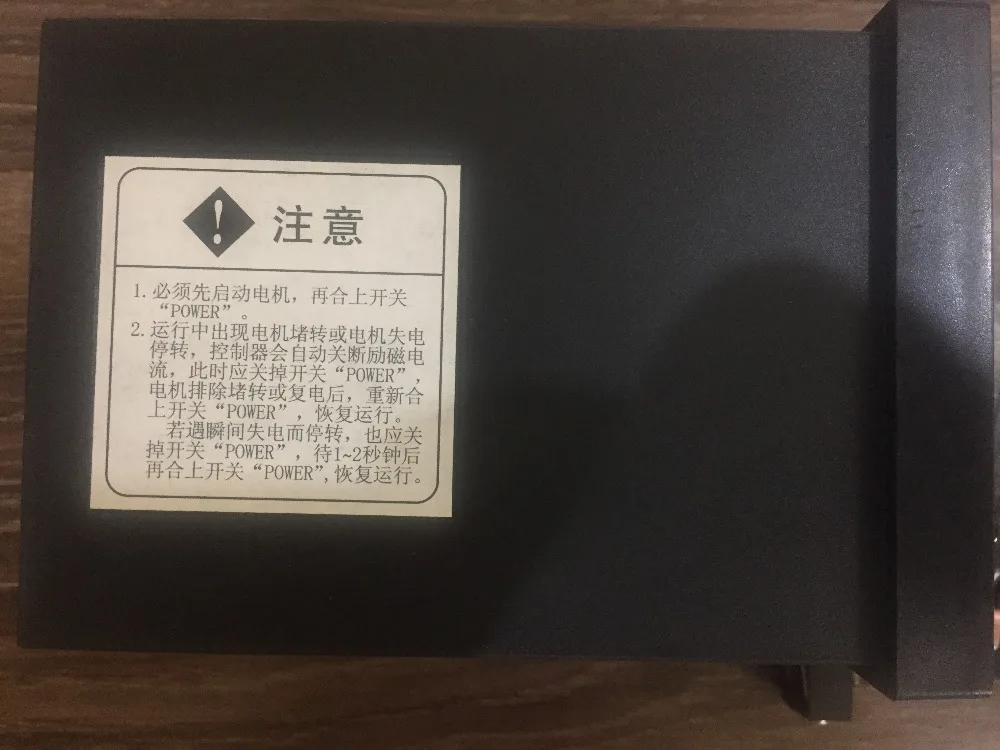 ! 注意
1. 必须先启动电机，再合上开关
“POWER”。
2. 运行中出现电机堵转或电机失电
停转，控制器会自动关断励磁电
流，此时应关掉开关“POWER”，
电机排除堵转或复电后，重新合
上开关“POWER”，恢复运行。
若遇瞬间失电而停转，也应关
掉开关“POWER”，待1~2秒钟后
再合上开关“POWER”,恢复运行。